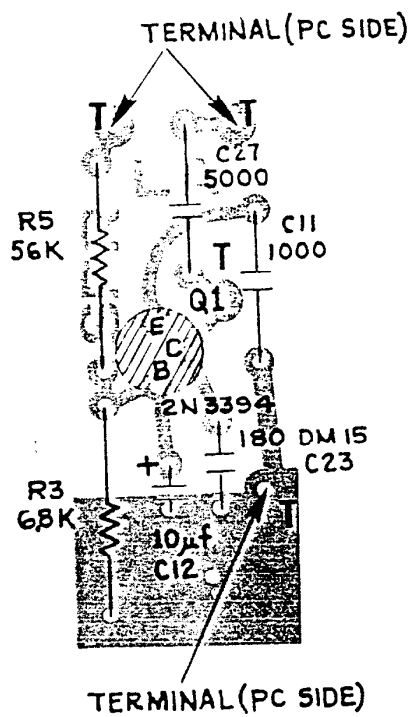 TERMINAL (PC SIDE)
T
T
C27
5000
R5
56K
C11
1000
T
Q1
E
C
B
2N3394
180 DM15
C23
+
R3
6.8K
T
10µf
C12
TERMINAL (PC SIDE)